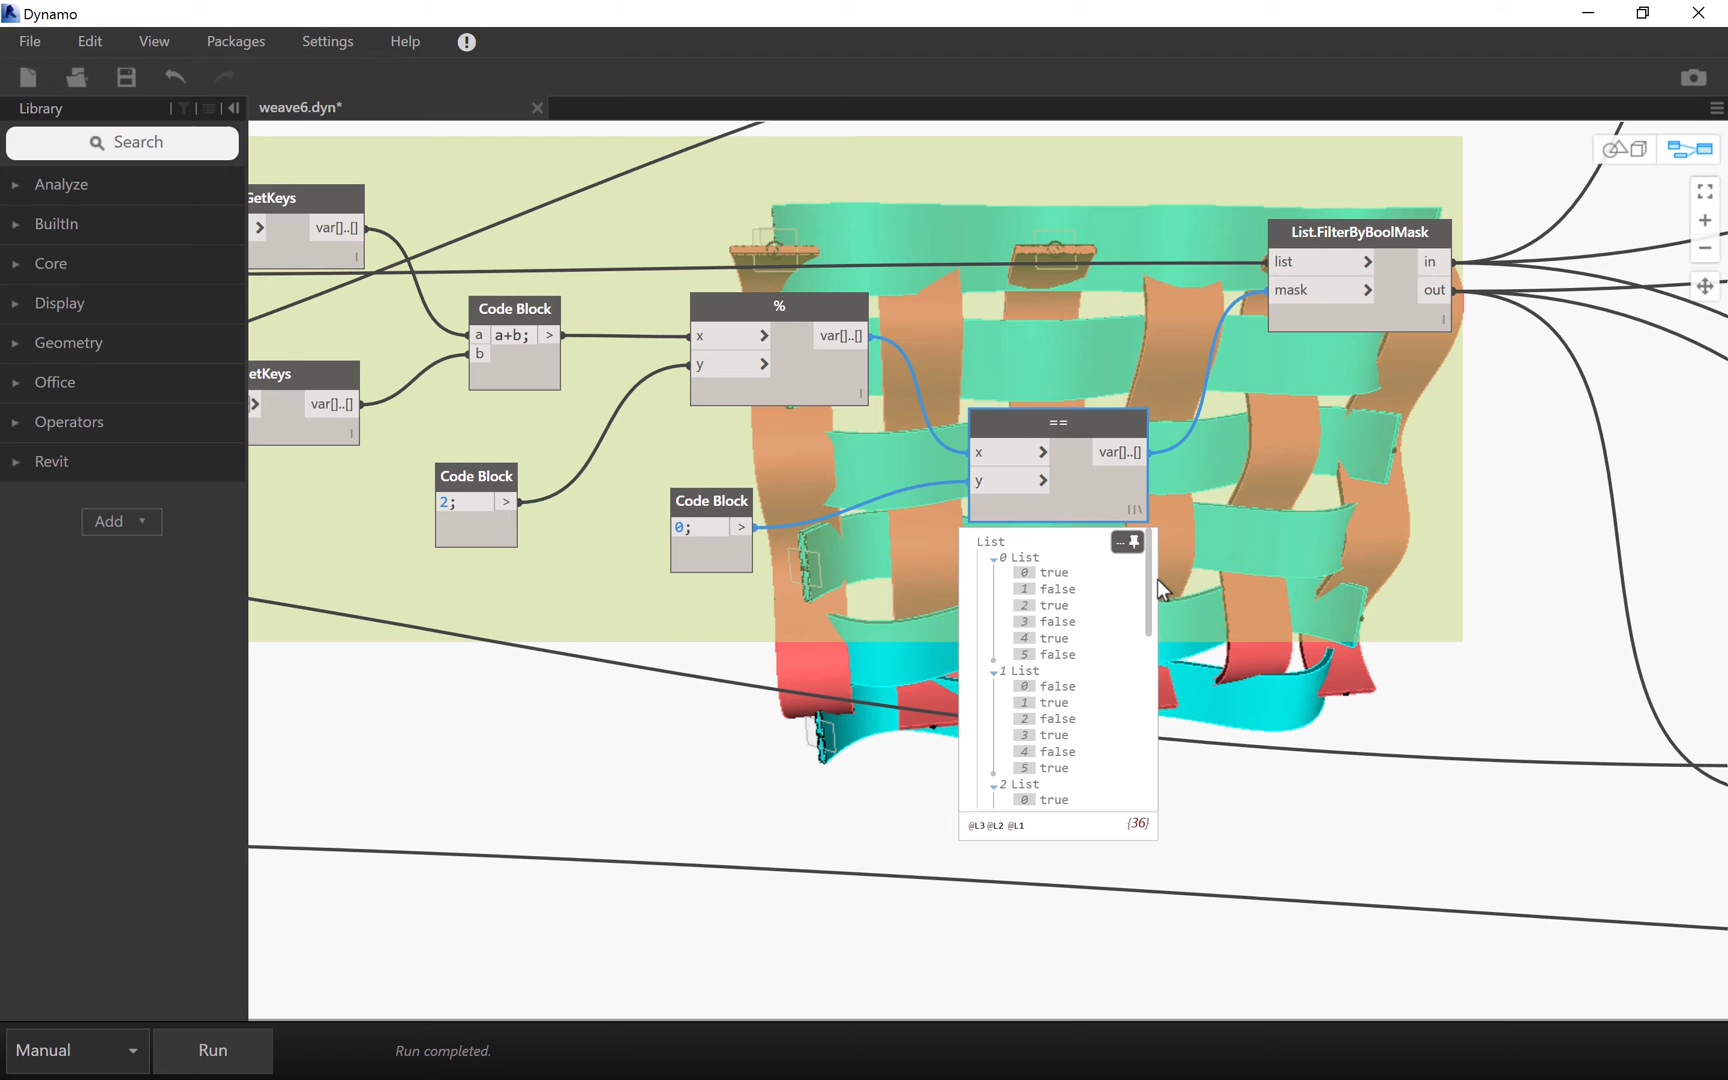 Dynamo
File Edit View Packages Settings Help
Library
weave6.dyn*
Search
Analyze
BuiltIn
Core
Display
Geometry
Office
Operators
Revit
Add
GetKeys
> var[]..[]
etKeys
> var[]..[]
Code Block
a a+b; >
b
Code Block
2; >
%
x > var[]..[]
y >
Code Block
0; >
==
x > var[]..[]
y >
List.FilterByBoolMask
list > in
mask > out
List
0 List
0 true
1 false
2 true
3 false
4 true
5 false
1 List
0 false
1 true
2 false
3 true
4 false
5 true
2 List
0 true
@L3 @L2 @L1 {36}
Manual Run Run completed.